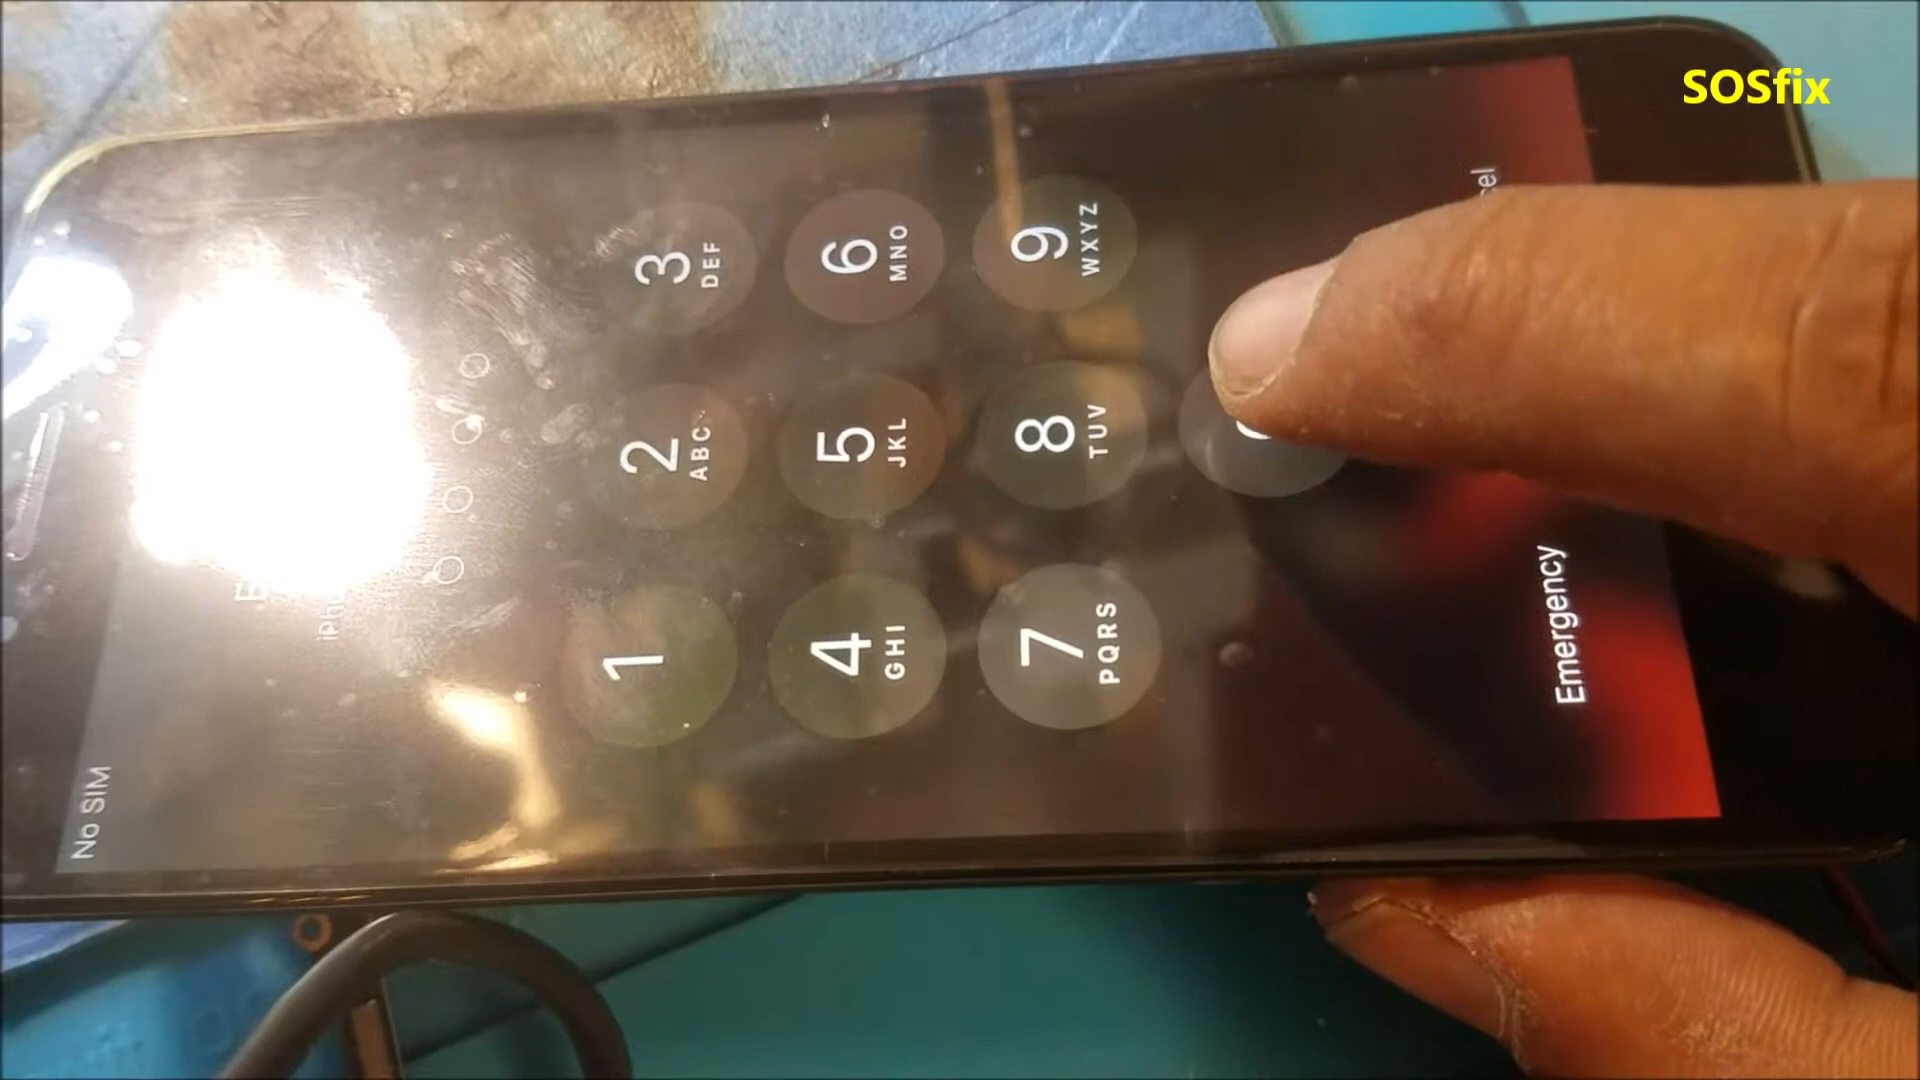 SOSfix
No SIM
1
2
ABC
3
DEF
4
GHI
5
JKL
6
MNO
7
PQRS
8
TUV
9
WXYZ
Emergency